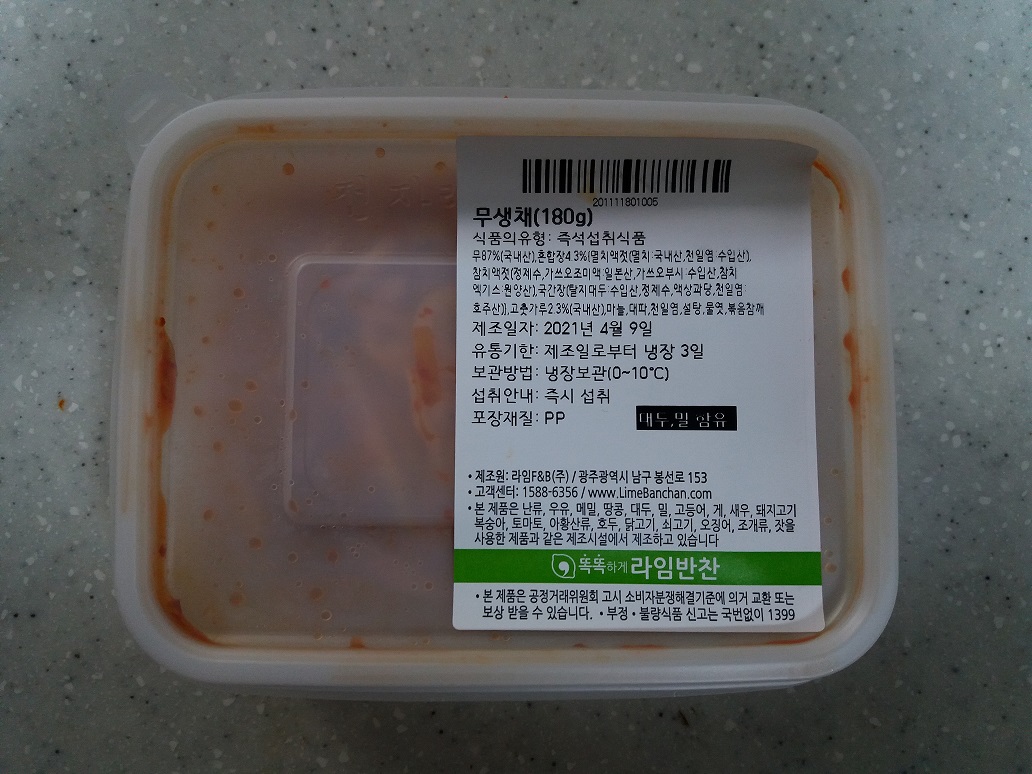 201111801005
무생채(180g)
식품의유형: 즉석섭취식품
무87%(국내산),혼합장4.3%(멸치액젓(멸치:국내산,천일염:수입산),
참치액젓(정제수,가쓰오조미액:일본산,가쓰오부시:수입산,참치
엑기스:원양산),국간장(탈지대두:수입산,정제수,액상과당,천일염:
호주산)),고춧가루2.3%(국내산),마늘,대파,천일염,설탕,물엿,볶음참깨
제조일자: 2021년 4월 9일
유통기한: 제조일로부터 냉장 3일
보관방법: 냉장보관(0~10℃)
섭취안내: 즉시 섭취
포장재질: PP 대두,밀 함유
• 제조원: 라임F&B(주) / 광주광역시 남구 봉선로 153
• 고객센터: 1588-6356 / www.LimeBanchan.com
• 본 제품은 난류, 우유, 메밀, 땅콩, 대두, 밀, 고등어, 게, 새우, 돼지고기
복숭아, 토마토, 아황산류, 호두, 닭고기, 쇠고기, 오징어, 조개류, 잣을
사용한 제품과 같은 제조시설에서 제조하고 있습니다
똑똑하게 라임반찬
• 본 제품은 공정거래위원회 고시 소비자분쟁해결기준에 의거 교환 또는
보상 받을 수 있습니다. • 부정 • 불량식품 신고는 국번없이 1399